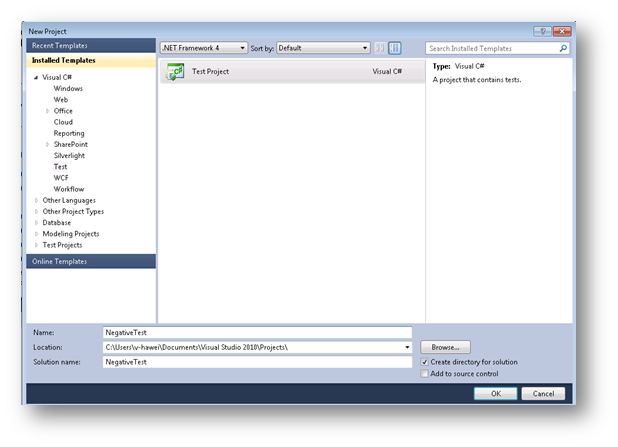 New Project
Recent Templates
.NET Framework 4 Sort by: Default Search Installed Templates
Installed Templates
Visual C#
Windows
Web
Office
Cloud
Reporting
SharePoint
Silverlight
Test
WCF
Workflow
Other Languages
Other Project Types
Database
Modeling Projects
Test Projects
Online Templates
Test Project Visual C#
Type: Visual C#
A project that contains tests.
Name: NegativeTest
Location: C:\Users\v-hawei\Documents\Visual Studio 2010\Projects\ Browse...
Solution name: NegativeTest
Create directory for solution
Add to source control
OK Cancel